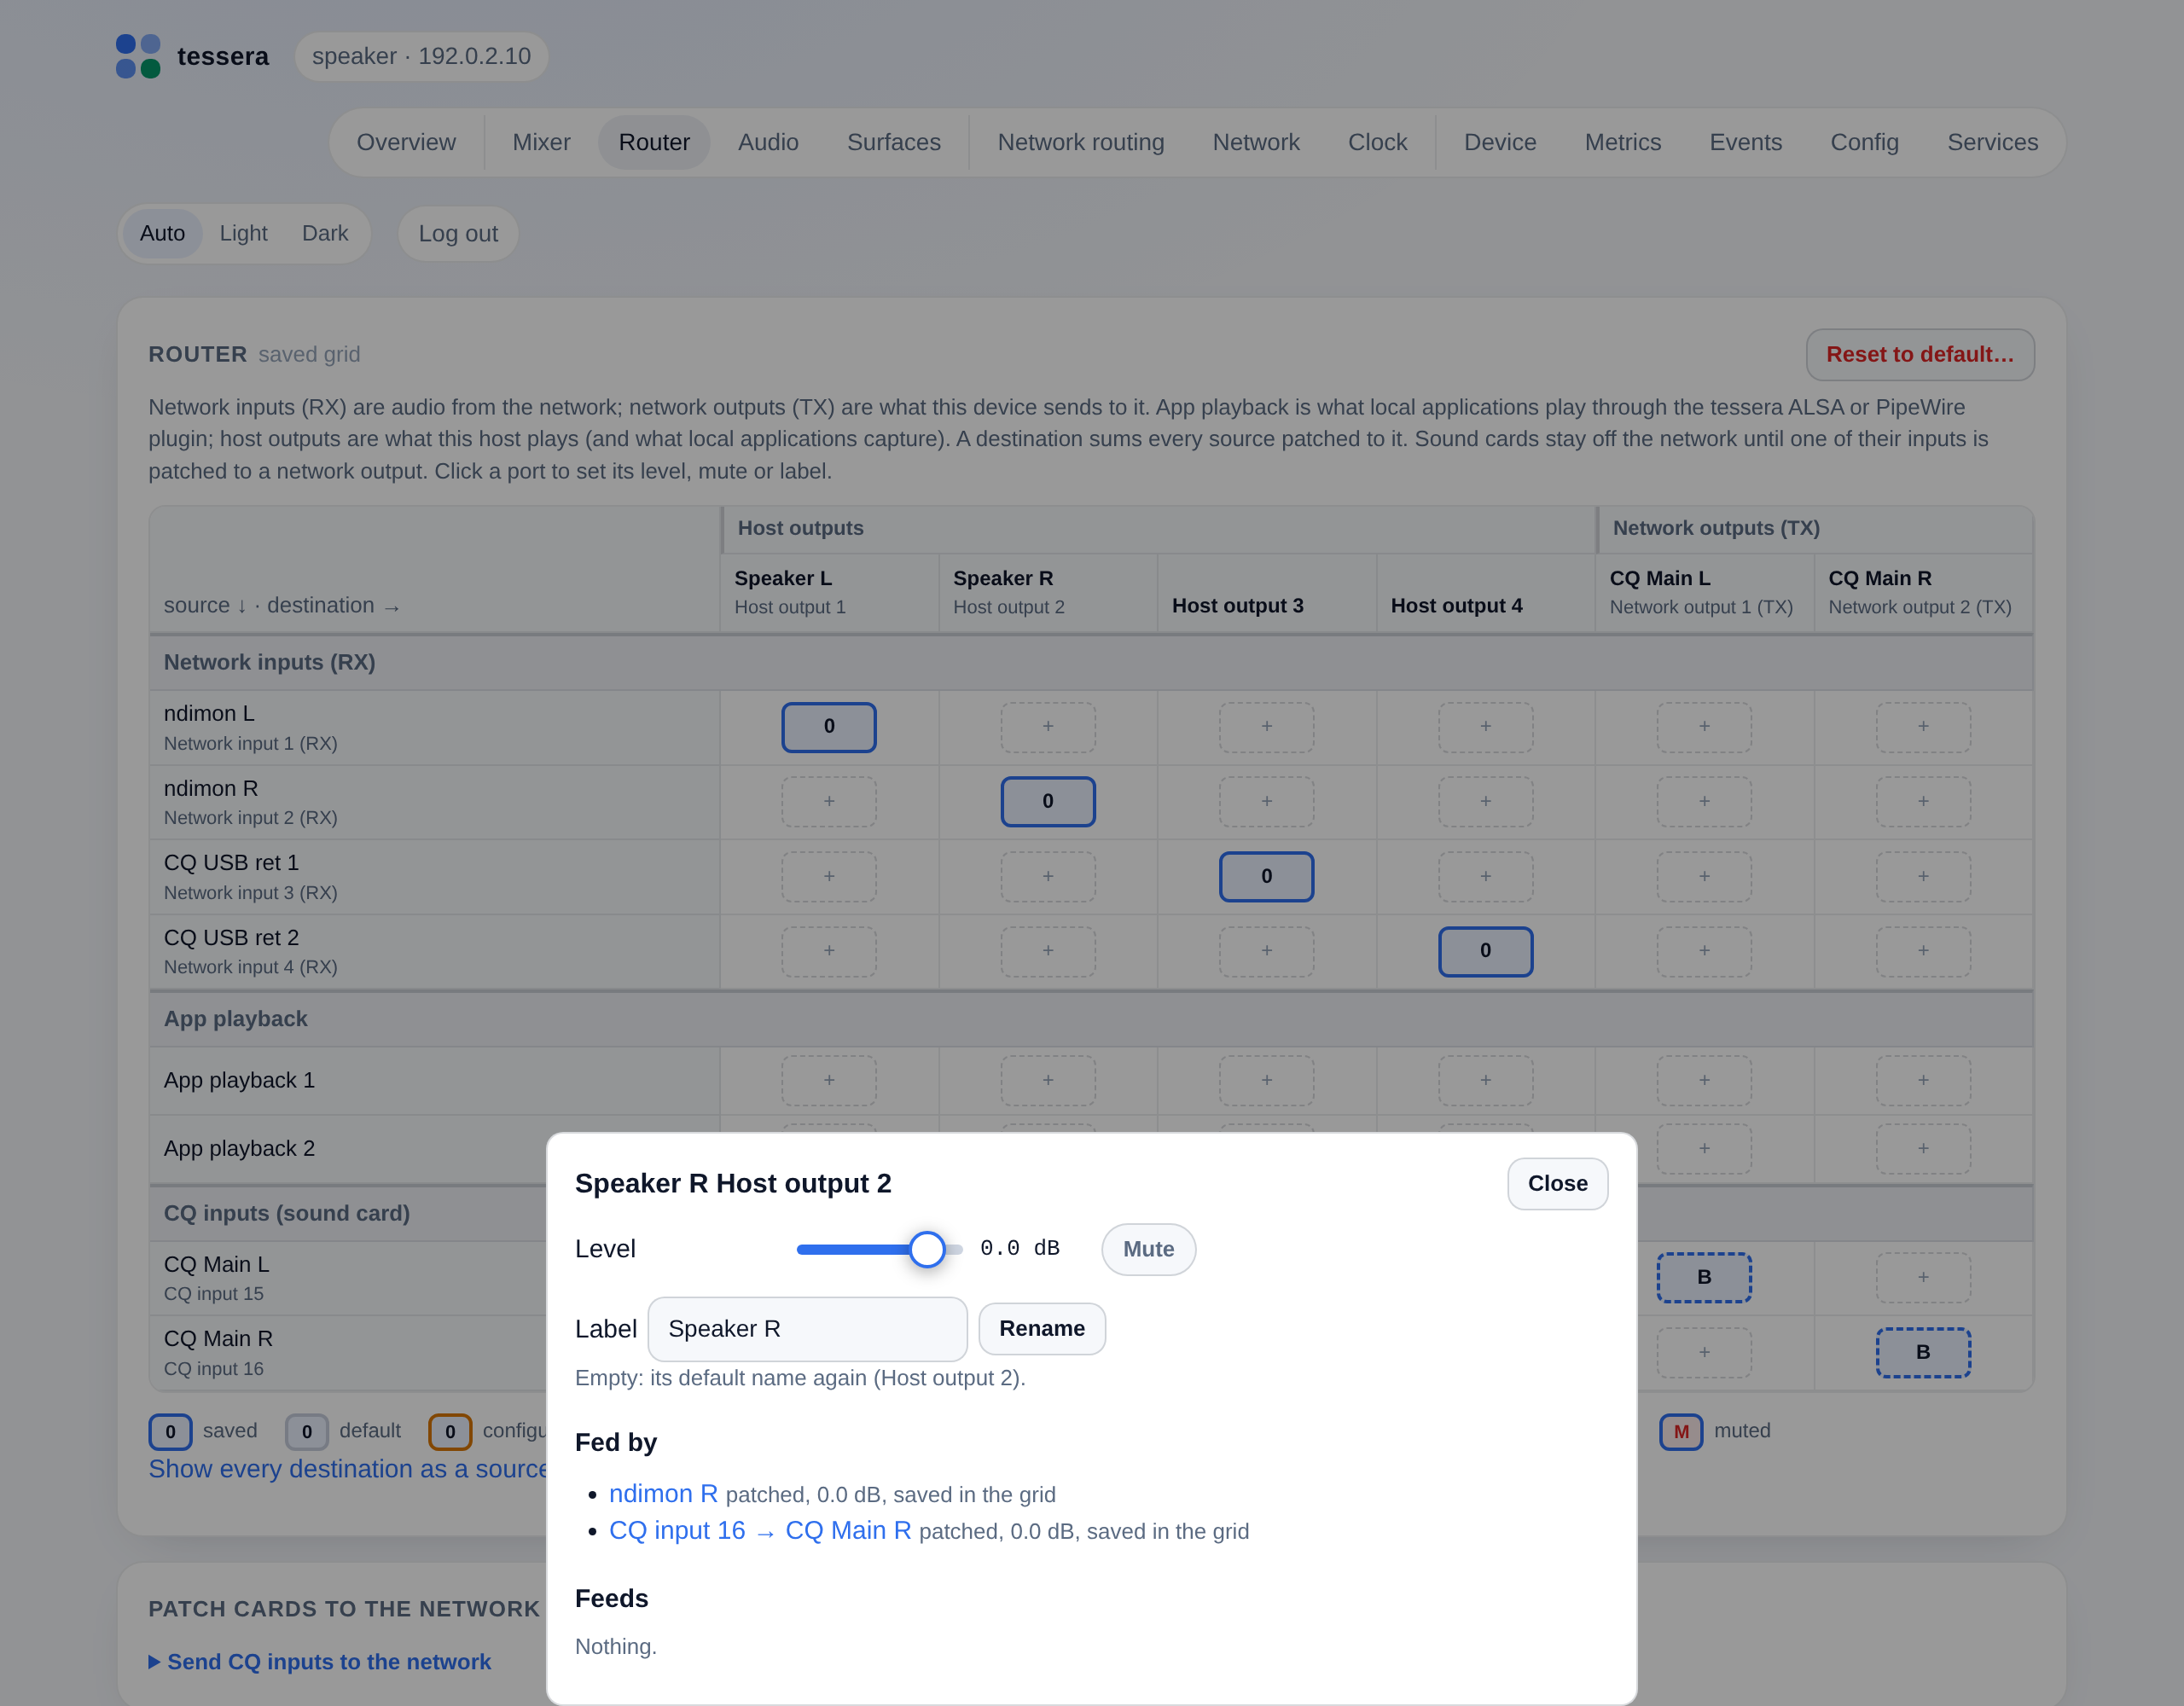 tessera speaker · 192.0.2.10
Overview Mixer Router Audio Surfaces Network routing Network Clock Device Metrics Events Config Services
Auto Light Dark Log out
ROUTER saved grid Reset to default…
Network inputs (RX) are audio from the network; network outputs (TX) are what this device sends to it. App playback is what local applications play through the tessera ALSA or PipeWire
plugin; host outputs are what this host plays (and what local applications capture). A destination sums every source patched to it. Sound cards stay off the network until one of their inputs is
patched to a network output. Click a port to set its level, mute or label.
Host outputs Network outputs (TX)
Speaker L Speaker R CQ Main L CQ Main R
source ↓ · destination → Host output 1 Host output 2 Host output 3 Host output 4 Network output 1 (TX) Network output 2 (TX)
Network inputs (RX)
ndimon L
Network input 1 (RX)
0 + + + + +
ndimon R
Network input 2 (RX)
+ 0 + + + +
CQ USB ret 1
Network input 3 (RX)
+ + 0 + + +
CQ USB ret 2
Network input 4 (RX)
+ + + 0 + +
App playback
App playback 1 + + + + + +
App playback 2 + +
CQ inputs (sound card)
CQ Main L
CQ input 15
B +
CQ Main R
CQ input 16
+ B
0 saved 0 default 0 configu M muted
Show every destination as a source
PATCH CARDS TO THE NETWORK
Send CQ inputs to the network
Speaker R Host output 2 Close
Level 0.0 dB Mute
Label Speaker R Rename
Empty: its default name again (Host output 2).
Fed by
ndimon R patched, 0.0 dB, saved in the grid
CQ input 16 → CQ Main R patched, 0.0 dB, saved in the grid
Feeds
Nothing.